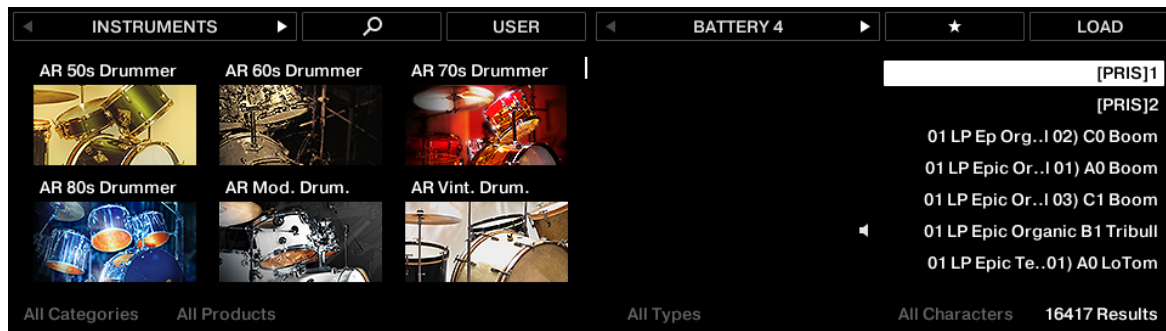 INSTRUMENTS
USER
BATTERY 4
LOAD
AR 50s Drummer
AR 60s Drummer
AR 70s Drummer
AR 80s Drummer
AR Mod. Drum.
AR Vint. Drum.
[PRIS]1
[PRIS]2
01 LP Ep Org..l 02) C0 Boom
01 LP Epic Or..l 01) A0 Boom
01 LP Epic Or..l 03) C1 Boom
01 LP Epic Organic B1 Tribull
01 LP Epic Te..01) A0 LoTom
All Categories
All Products
All Types
All Characters
16417 Results